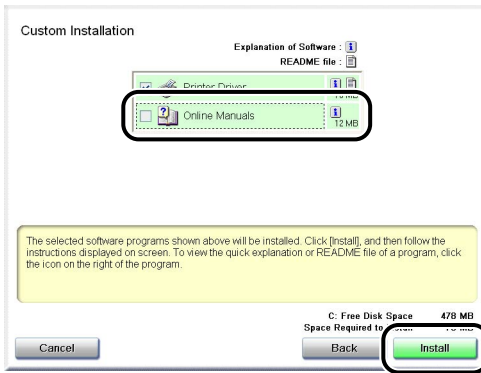 Custom Installation
Explanation of Software :
README file :
Printer Driver
Online Manuals
12 MB
The selected software programs shown above will be installed. Click [Install], and then follow the
instructions displayed on screen. To view the quick explanation or README file of a program, click
the icon on the right of the program.
C: Free Disk Space 478 MB
Space Required to MB
Cancel Back Install